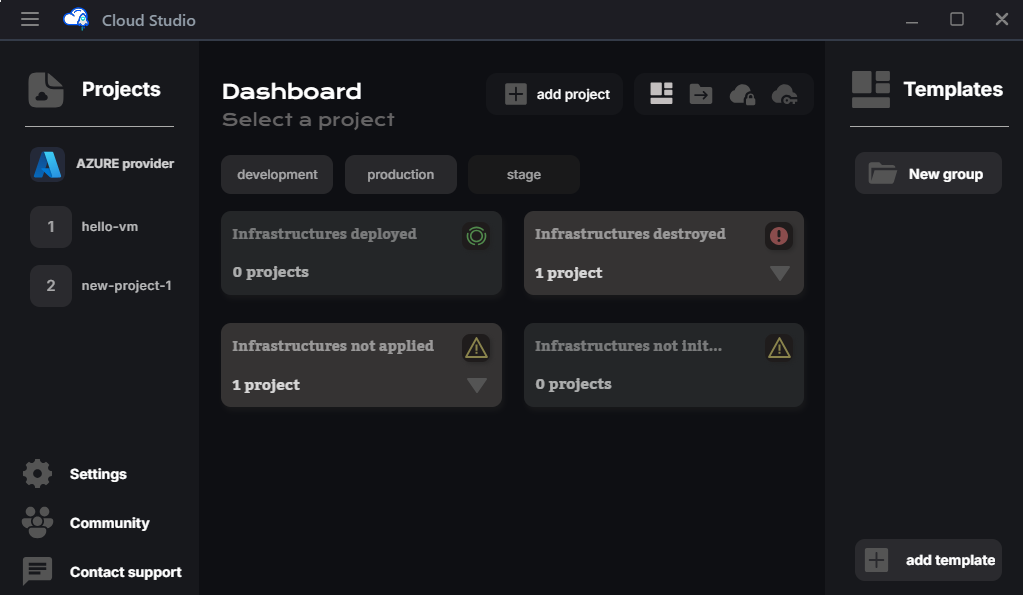 Cloud Studio
Projects
AZURE provider
1 hello-vm
2 new-project-1
Settings
Community
Contact support
Dashboard
Select a project
add project
development production stage
Infrastructures deployed
0 projects
Infrastructures destroyed
1 project
Infrastructures not applied
1 project
Infrastructures not init...
0 projects
Templates
New group
add template